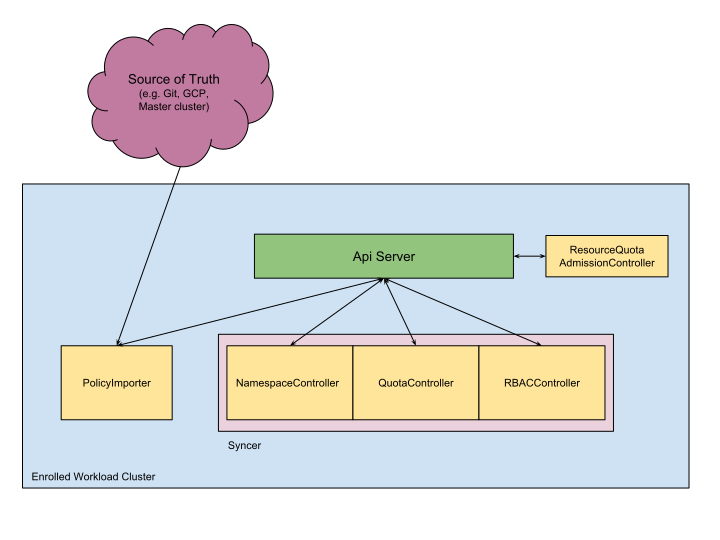 Source of Truth
(e.g. Git, GCP,
Master cluster)
Api Server
ResourceQuota
AdmissionController
PolicyImporter
NamespaceController
QuotaController
RBACController
Syncer
Enrolled Workload Cluster